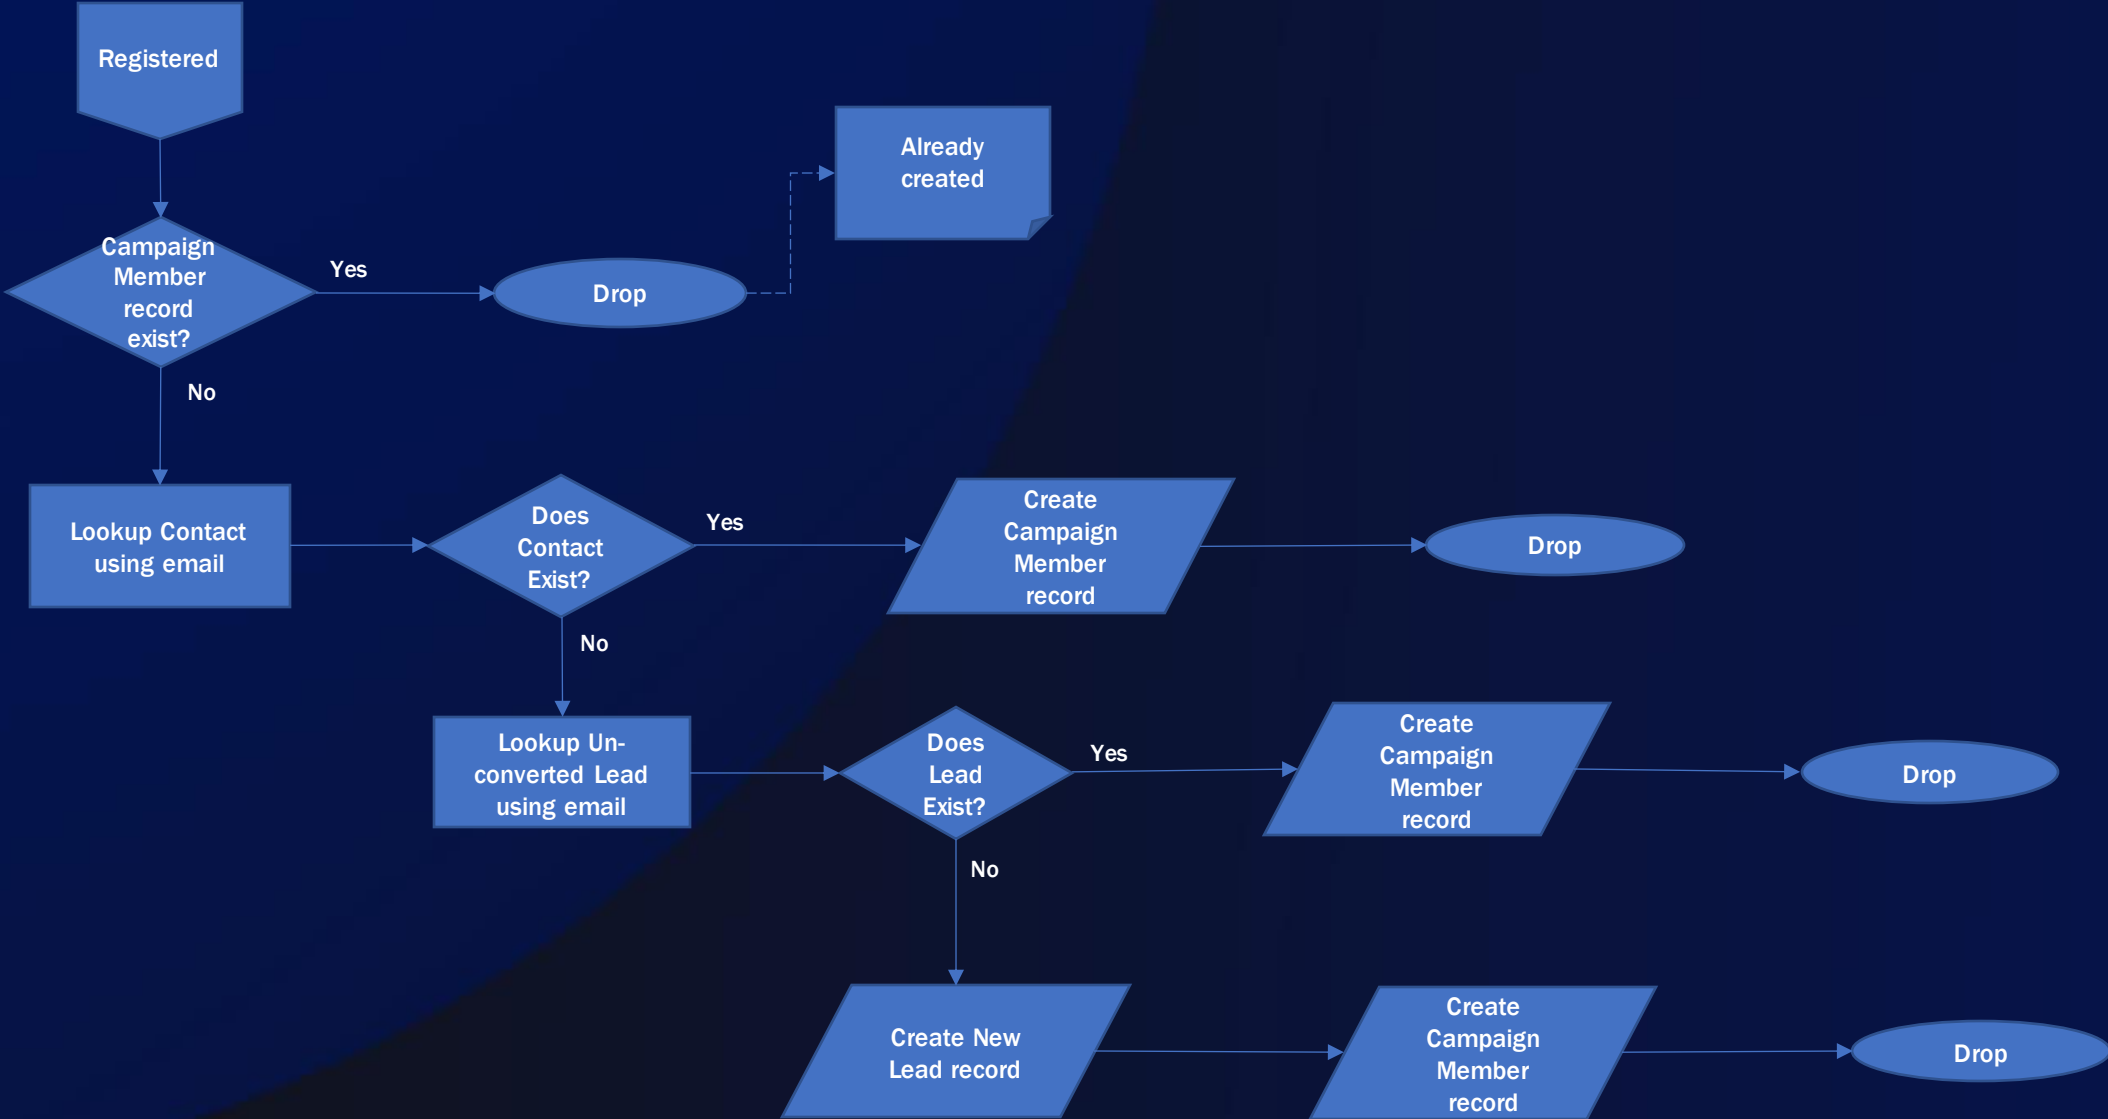 Registered
Already
created
Campaign
Member
record
exist?
Yes
Drop
No
Lookup Contact
using email
Does
Contact
Exist?
Yes
Create
Campaign
Member
record
Drop
No
Lookup Un-
converted Lead
using email
Does
Lead
Exist?
Yes
Create
Campaign
Member
record
Drop
No
Create New
Lead record
Create
Campaign
Member
record
Drop